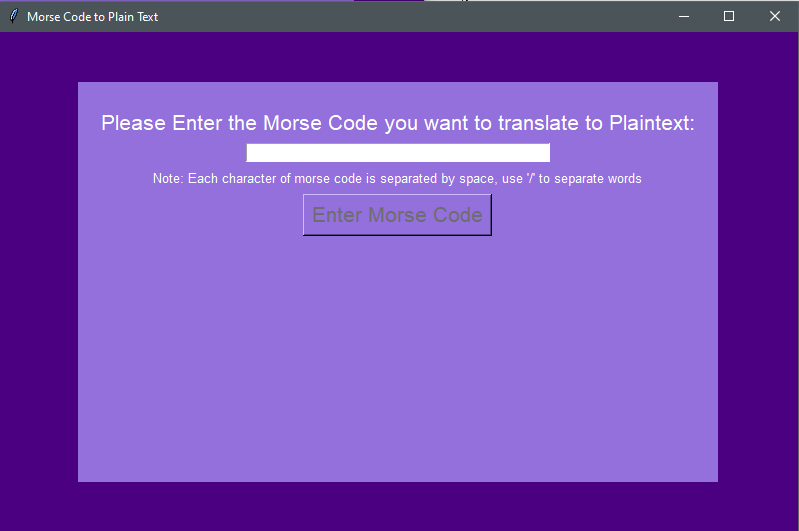 Morse Code to Plain Text
Please Enter the Morse Code you want to translate to Plaintext:
Note: Each character of morse code is separated by space, use '/' to separate words
Enter Morse Code